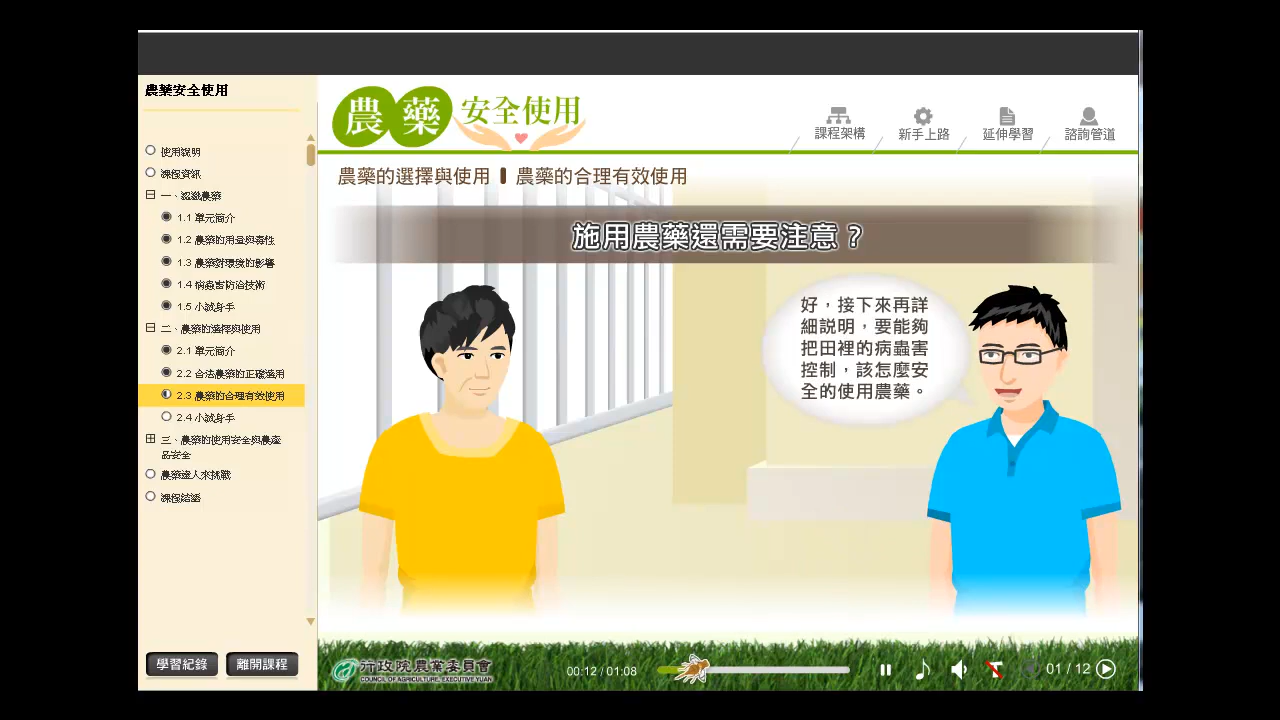 農藥安全使用
使用說明
課程資訊
一、認識農藥
1.1 單元簡介
1.2 農藥的用量與毒性
1.3 農藥對環境的影響
1.4 病蟲害防治技術
1.5 小試身手
二、農藥的選擇與使用
2.1 單元簡介
2.2 合法農藥的正確選用
2.3 農藥的合理有效使用
2.4 小試身手
三、農藥的使用安全與農產
品安全
農藥達人來挑戰
課程結語
學習紀錄
離開課程
農藥 安全使用
課程架構
新手上路
延伸學習
諮詢管道
農藥的選擇與使用 農藥的合理有效使用
施用農藥還需要注意？
好，接下來再詳
細說明，要能夠
把田裡的病蟲害
控制，該怎麼安
全的使用農藥。
行政院農業委員會
COUNCIL OF AGRICULTURE, EXECUTIVE YUAN
00:12 / 01:08
01 / 12